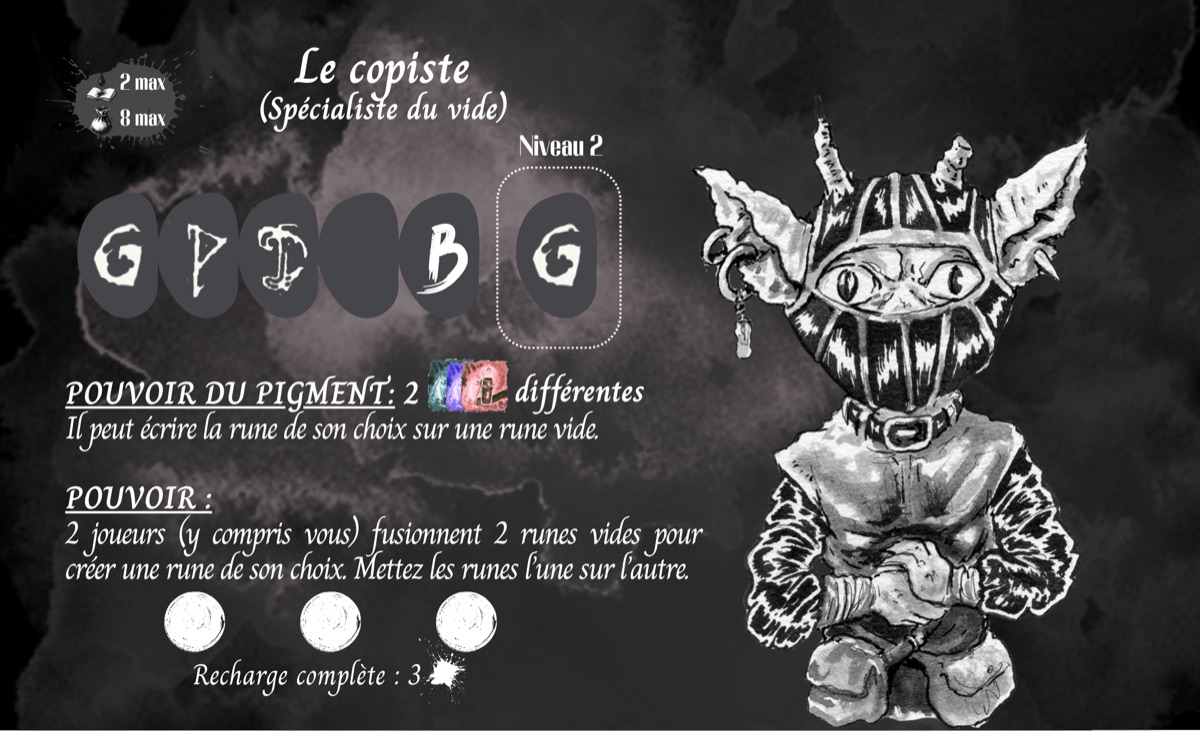 2 max
8 max
Le copiste
(Spécialiste du vide)
Niveau 2
G P D B G
POUVOIR DU PIGMENT: 2 différentes
Il peut écrire la rune de son choix sur une rune vide.
POUVOIR :
2 joueurs (y compris vous) fusionnent 2 runes vides pour
créer une rune de son choix. Mettez les runes l'une sur l'autre.
Recharge complète : 3